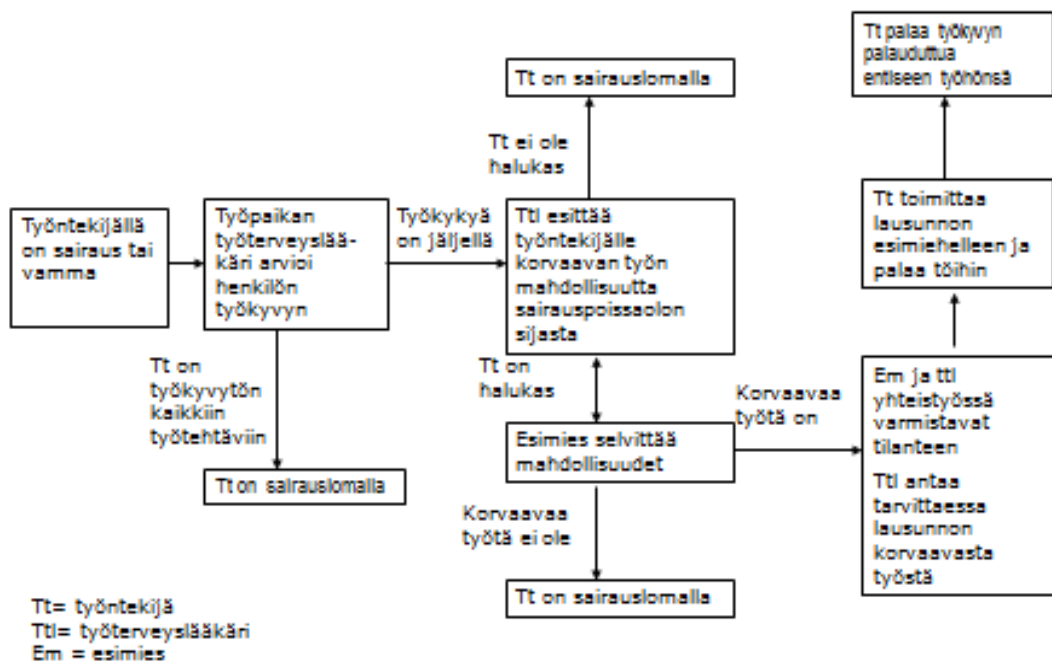 Työntekijällä
on sairaus tai
vamma
Työpaikan
työterveyslää-
käri arvioi
henkilön
työkyvyn
Työkykyä
on jäljellä
Tt on
työkyvytön
kaikkiin
työtehtäviin
Tt on sairauslomalla
Ttl esittää
työntekijälle
korvaavan työn
mahdollisuutta
sairauspoissaolon
sijasta
Tt ei ole
halukas
Tt on sairauslomalla
Tt on
halukas
Esimies selvittää
mahdollisuudet
Korvaavaa
työtä ei ole
Tt on sairauslomalla
Korvaavaa
työtä on
Em ja ttl
yhteistyössä
varmistavat
tilanteen
Ttl antaa
tarvittaessa
lausunnon
korvaavasta
työstä
Tt toimittaa
lausunnon
esimiehelleen ja
palaa töihin
Tt palaa työkyvyn
palauduttua
entiseen työhönsä
Tt= työntekijä
Ttl= työterveyslääkäri
Em = esimies